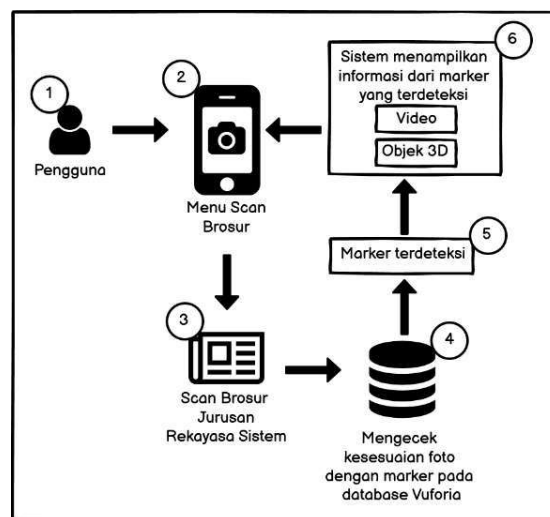 1
Pengguna
2
Menu Scan
Brosur
3
Scan Brosur
Jurusan
Rekayasa Sistem
4
Mengecek
kesesuaian foto
dengan marker pada
database Vuforia
5
Marker terdeteksi
6
Sistem menampilkan
informasi dari marker
yang terdeteksi
Video
Objek 3D